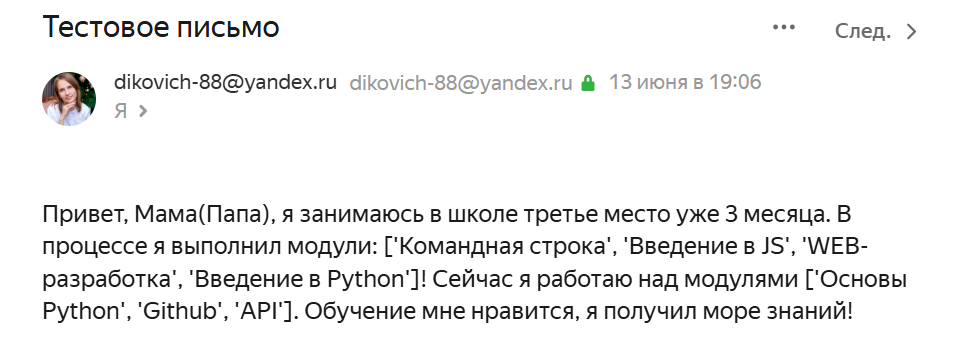 Тестовое письмо
След.
dikovich-88@yandex.ru dikovich-88@yandex.ru 13 июня в 19:06
Я
Привет, Мама(Папа), я занимаюсь в школе третье место уже 3 месяца. В
процессе я выполнил модули: ['Командная строка', 'Введение в JS', 'WEB-
разработка', 'Введение в Python']! Сейчас я работаю над модулями ['Основы
Python', 'Github', 'API']. Обучение мне нравится, я получил море знаний!